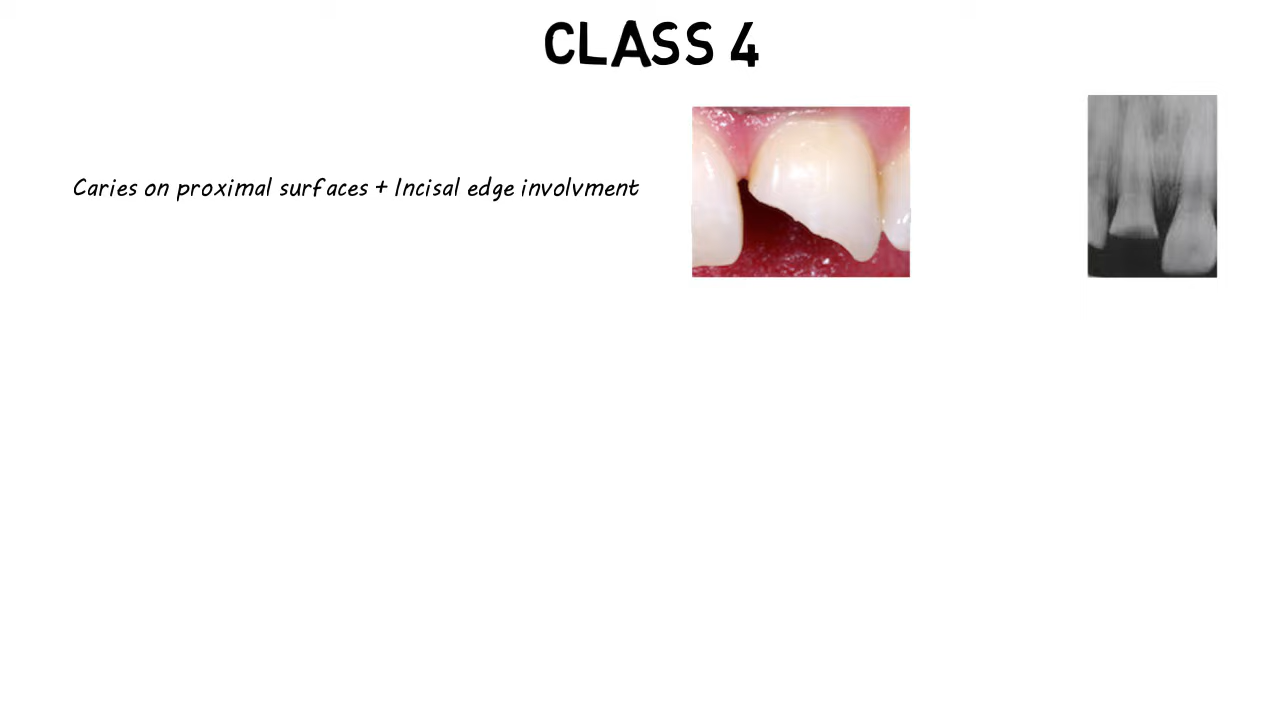 CLASS 4
Caries on proximal surfaces + Incisal edge involvment